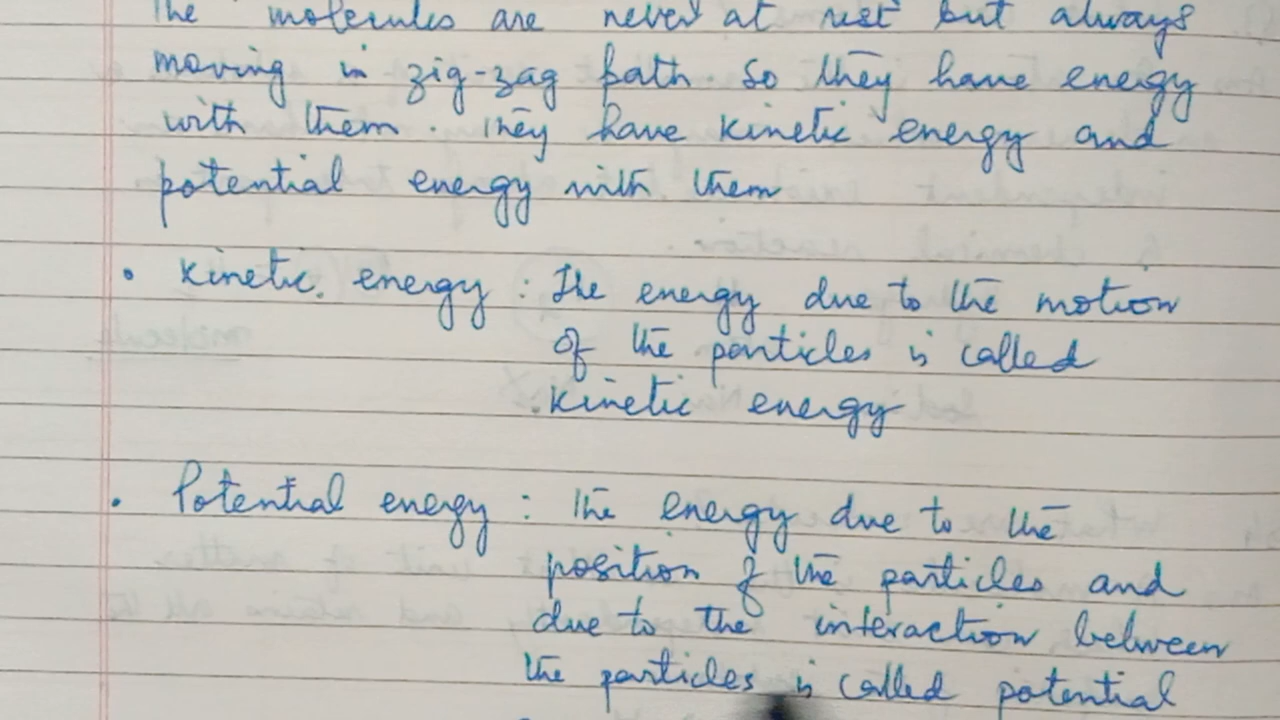 The molecules are never at rest but always
moving in zig-zag path. So they have energy
with them. They have kinetic energy and
potential energy with them
• Kinetic energy : The energy due to the motion
of the particles is called
kinetic energy
• Potential energy : The energy due to the
position of the particles and
due to the interaction between
the particles is called potential